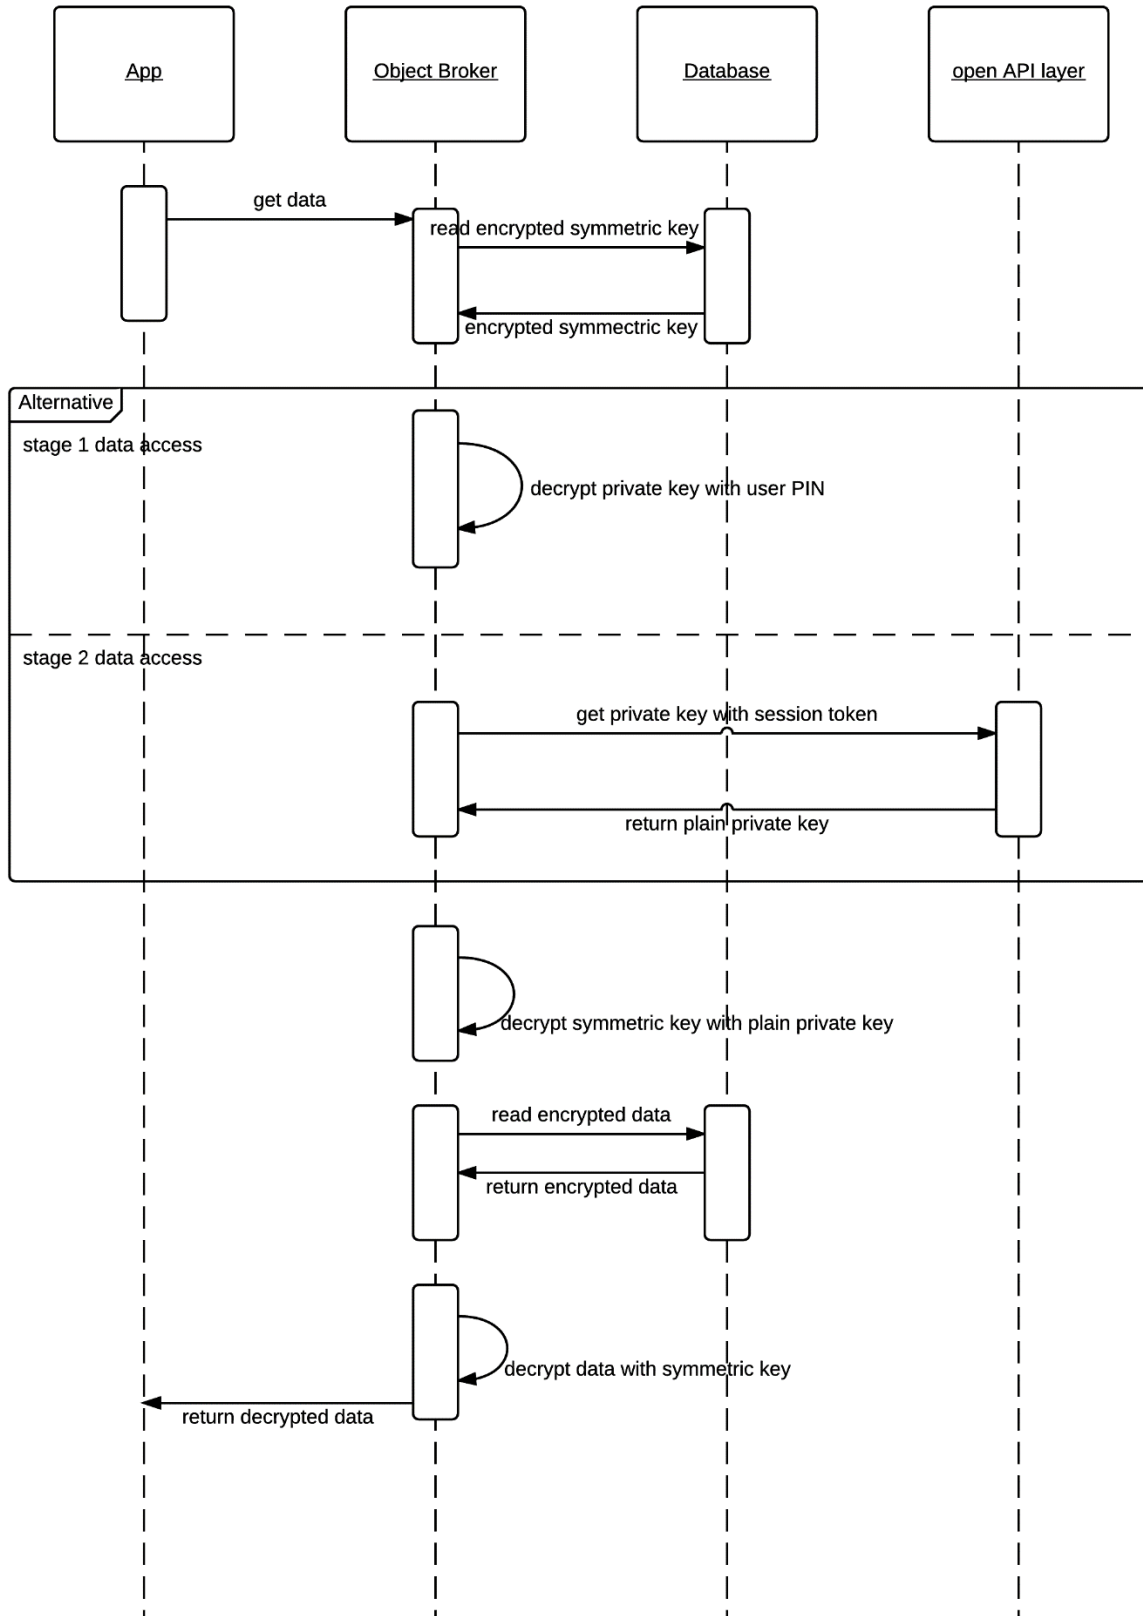 App
Object Broker
Database
open API layer
get data
read encrypted symmetric key
encrypted symmectric key
Alternative
stage 1 data access
decrypt private key with user PIN
stage 2 data access
get private key with session token
return plain private key
decrypt symmetric key with plain private key
read encrypted data
return encrypted data
decrypt data with symmetric key
return decrypted data